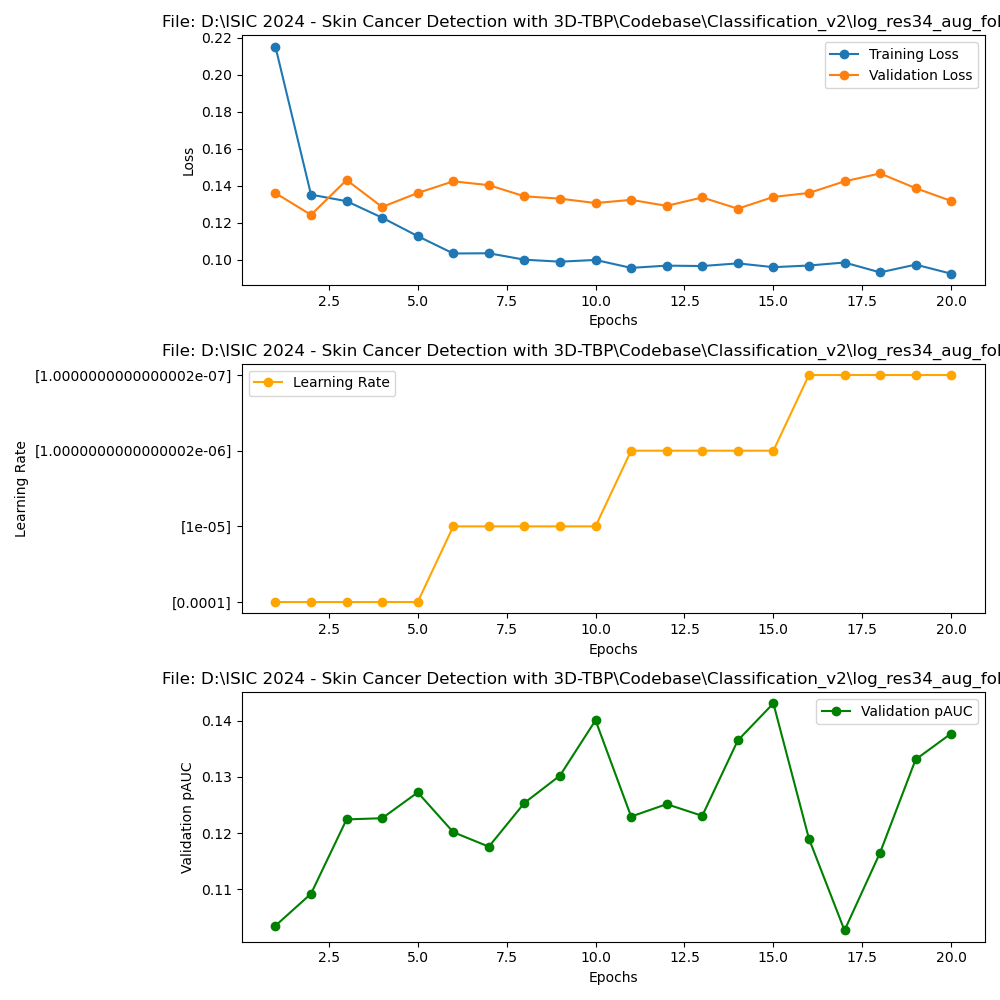 File: D:\ISIC 2024 - Skin Cancer Detection with 3D-TBP\Codebase\Classification_v2\log_res34_aug_fol
0.22
0.20
0.18
0.16
0.14
0.12
0.10
Loss
Training Loss
Validation Loss
2.5 5.0 7.5 10.0 12.5 15.0 17.5 20.0
Epochs
File: D:\ISIC 2024 - Skin Cancer Detection with 3D-TBP\Codebase\Classification_v2\log_res34_aug_fol
[1.0000000000000002e-07]
[1.0000000000000002e-06]
[1e-05]
[0.0001]
Learning Rate
Learning Rate
2.5 5.0 7.5 10.0 12.5 15.0 17.5 20.0
Epochs
File: D:\ISIC 2024 - Skin Cancer Detection with 3D-TBP\Codebase\Classification_v2\log_res34_aug_fol
0.14
0.13
0.12
0.11
Validation pAUC
Validation pAUC
2.5 5.0 7.5 10.0 12.5 15.0 17.5 20.0
Epochs